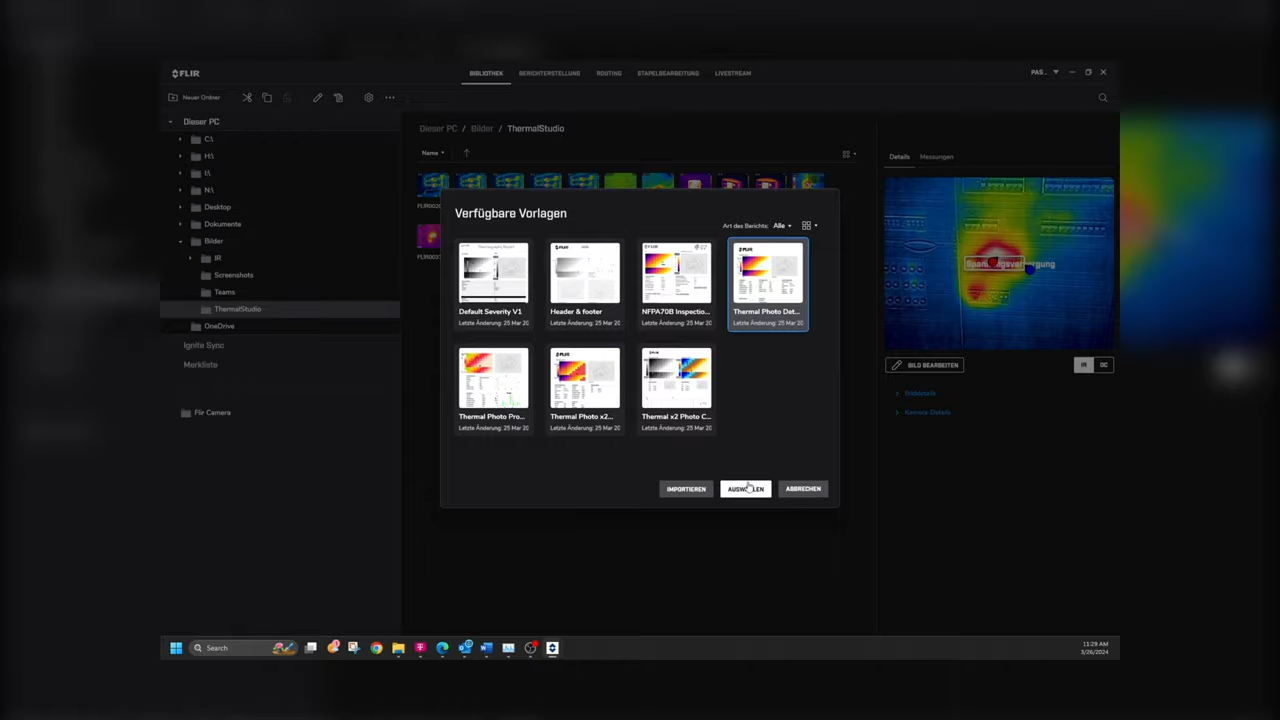 FLIR
BIBLIOTHEK BERICHTERSTELLUNG ROUTING STAPELBEARBEITUNG LIVESTREAM
PAS..
Neuer Ordner
Dieser PC
C:\
H:\
I:\
N:\
Desktop
Dokumente
Bilder
IR
Screenshots
Teams
ThermalStudio
OneDrive
Ignite Sync
Merkliste
Flir Camera
Dieser PC / Bilder / ThermalStudio
Name
Verfügbare Vorlagen
Art des Berichts: Alle
Default Severity V1
Letzte Änderung: 25 Mar 20
Header & footer
Letzte Änderung: 25 Mar 20
NFPA70B Inspectio...
Letzte Änderung: 25 Mar 20
Thermal Photo Det...
Letzte Änderung: 25 Mar 20
Thermal Photo Pro...
Letzte Änderung: 25 Mar 20
Thermal Photo x2...
Letzte Änderung: 25 Mar 20
Thermal x2 Photo C...
Letzte Änderung: 25 Mar 20
IMPORTIEREN AUSWÄHLEN ABBRECHEN
Details Messungen
BILD BEARBEITEN
IR DC
Bilddetails
Kamera-Details
Search
11:29 AM
3/26/2024